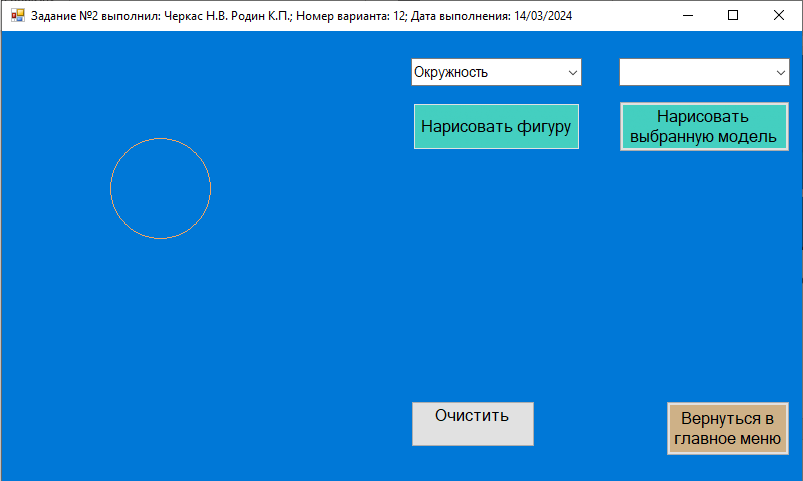 Задание №2 выполнил: Черкас Н.В. Родин К.П.; Номер варианта: 12; Дата выполнения: 14/03/2024
Окружность
Нарисовать фигуру
Нарисовать
выбранную модель
Очистить
Вернуться в
главное меню